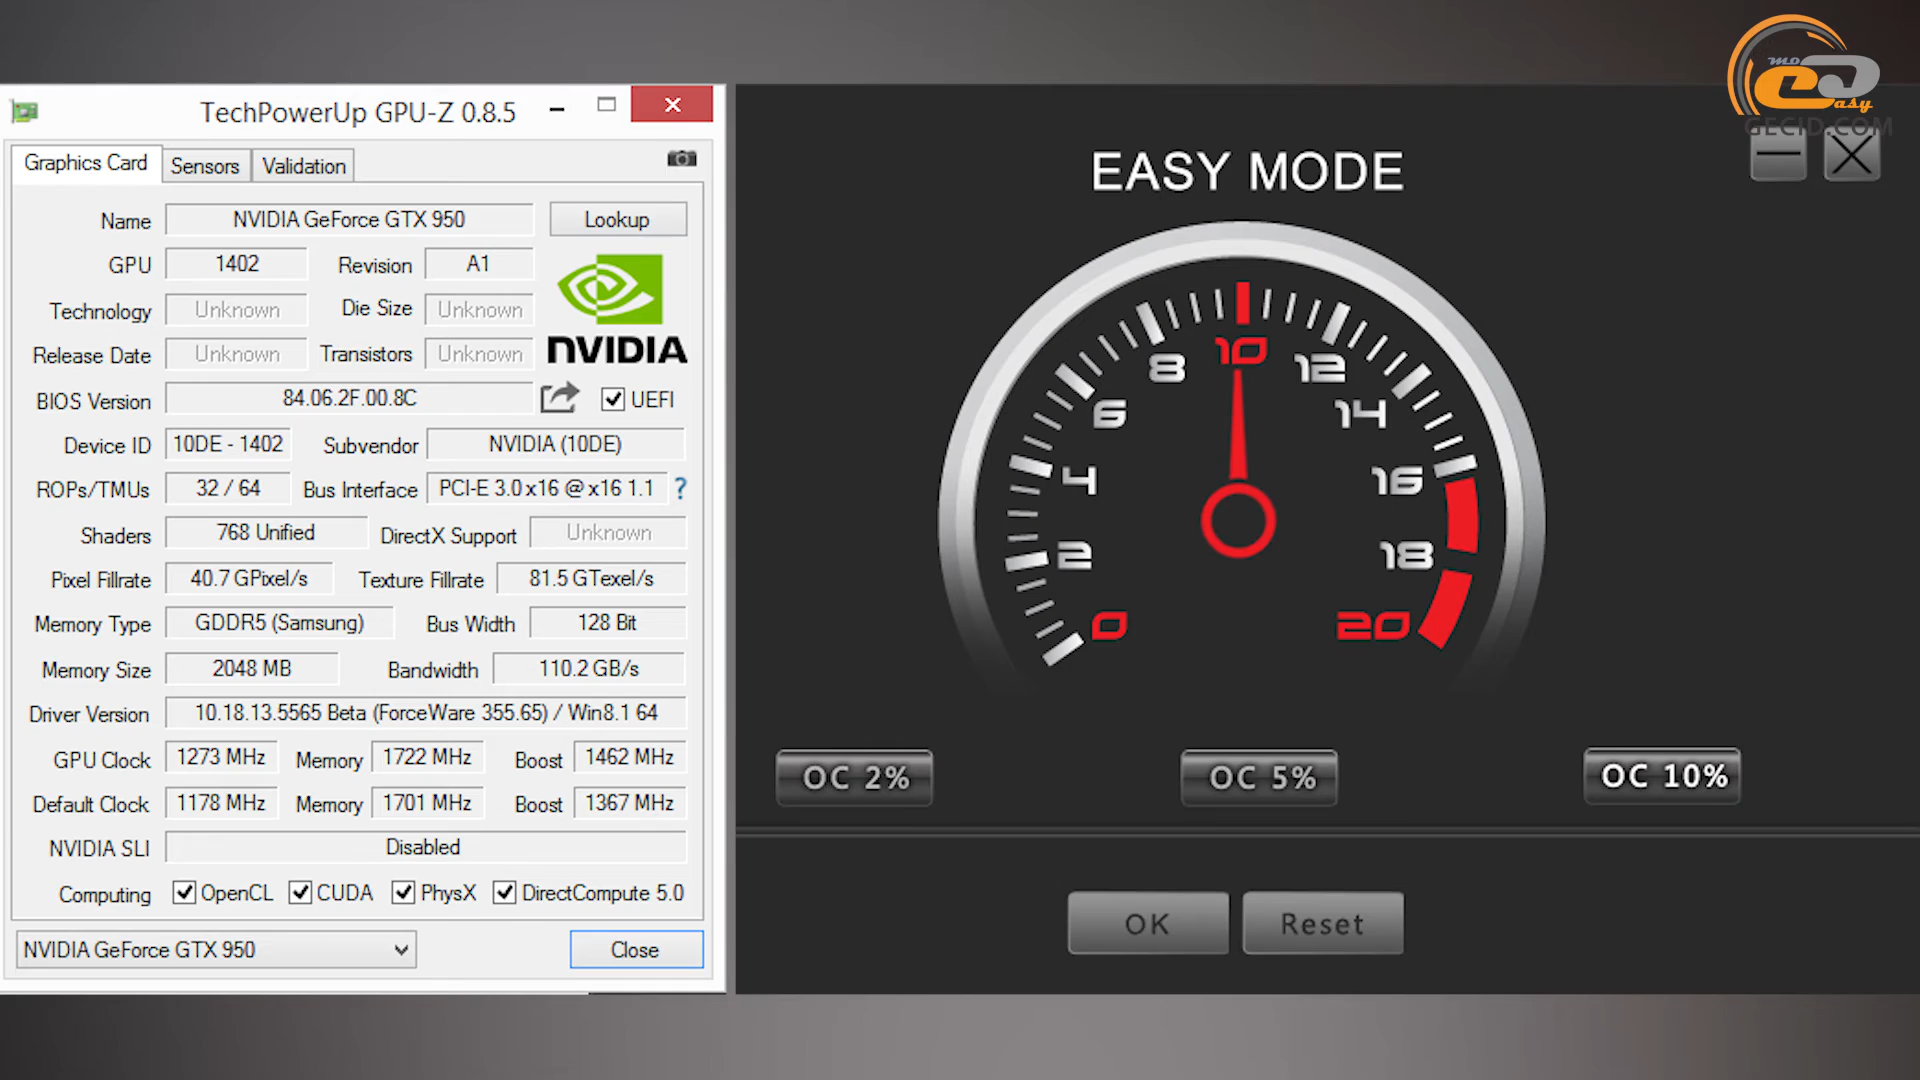 TechPowerUp GPU-Z 0.8.5
Graphics Card Sensors Validation
Name NVIDIA GeForce GTX 950 Lookup
GPU 1402 Revision A1
Technology Unknown Die Size Unknown
Release Date Unknown Transistors Unknown
NVIDIA
BIOS Version 84.06.2F.00.8C UEFI
Device ID 10DE - 1402 Subvendor NVIDIA (10DE)
ROPs/TMUs 32 / 64 Bus Interface PCI-E 3.0 x16 @ x16 1.1 ?
Shaders 768 Unified DirectX Support Unknown
Pixel Fillrate 40.7 GPixel/s Texture Fillrate 81.5 GTexel/s
Memory Type GDDR5 (Samsung) Bus Width 128 Bit
Memory Size 2048 MB Bandwidth 110.2 GB/s
Driver Version 10.18.13.5565 Beta (ForceWare 355.65) / Win8.1 64
GPU Clock 1273 MHz Memory 1722 MHz Boost 1462 MHz
Default Clock 1178 MHz Memory 1701 MHz Boost 1367 MHz
NVIDIA SLI Disabled
Computing OpenCL CUDA PhysX DirectCompute 5.0
NVIDIA GeForce GTX 950 Close
GECID.COM
EASY MODE
0
2
4
6
8
10
12
14
16
18
20
OC 2% OC 5% OC 10%
OK Reset